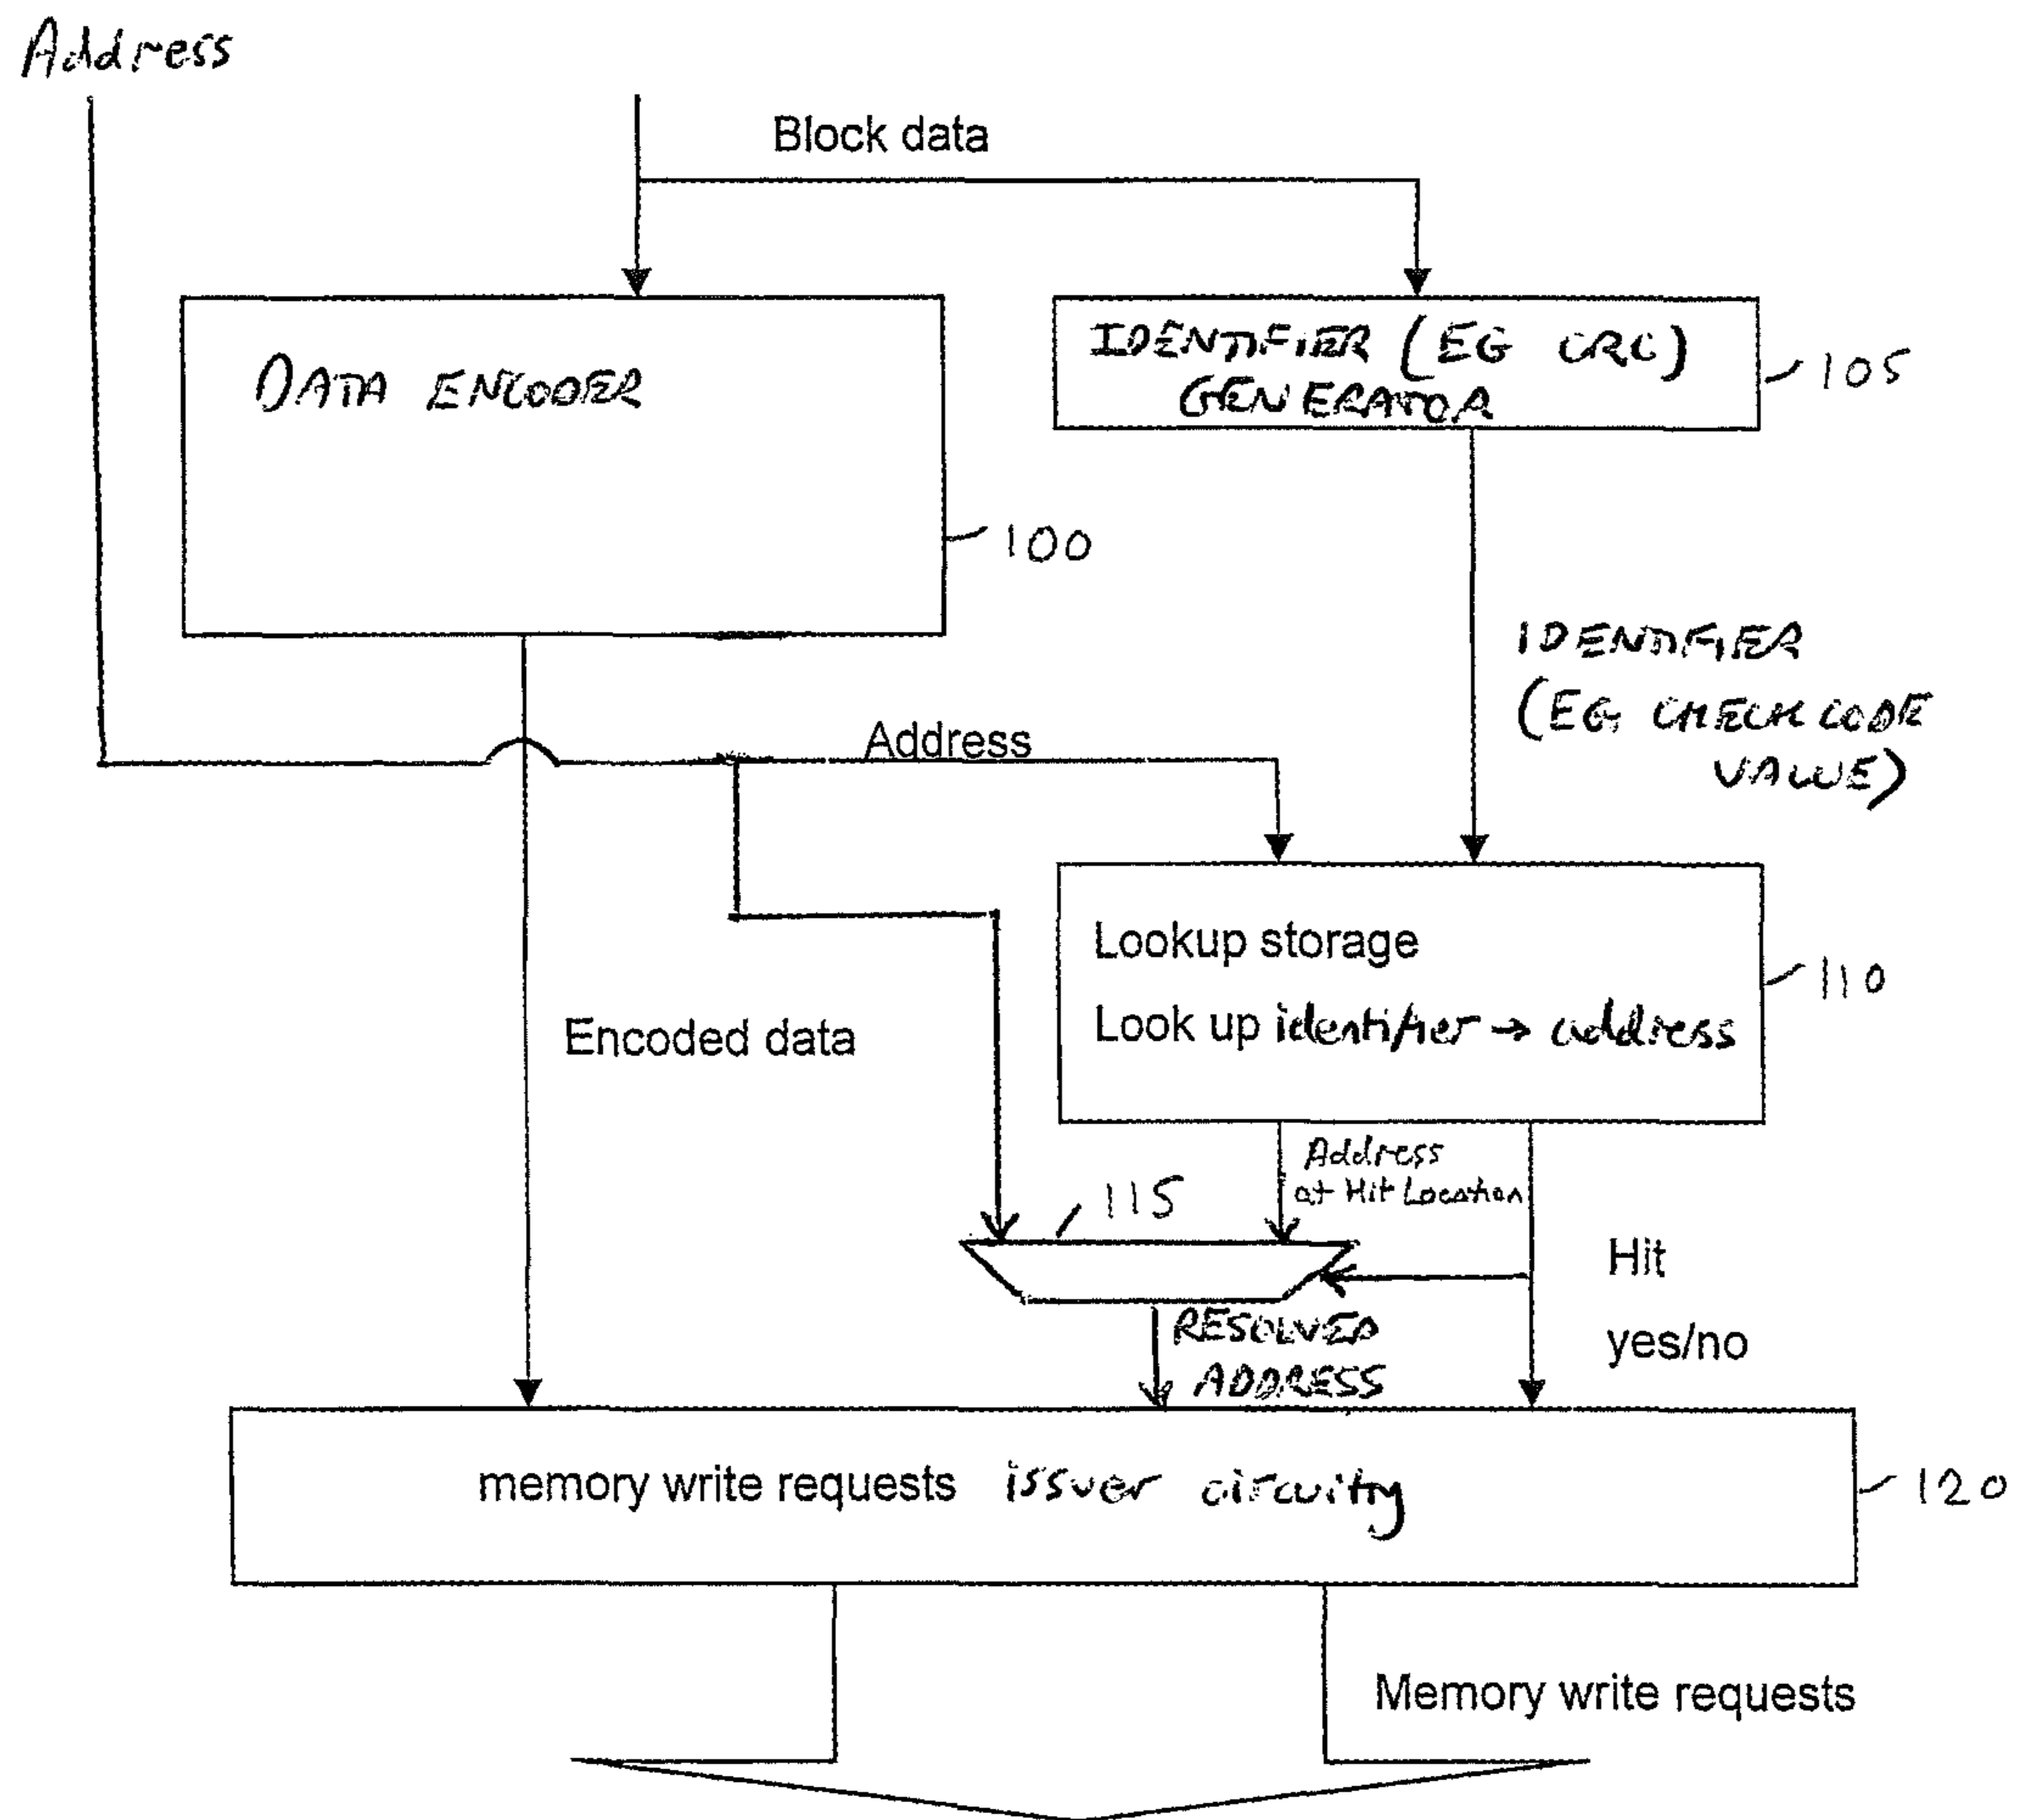 Address
Block data
DATA ENCODER
IDENTIFIER (EG CRC)
GENERATOR
105
100
IDENTIFIER
(EG CHECK CODE
VALUE)
Address
Lookup storage
Look up identifier → address
110
Encoded data
Address
at Hit Location
115
Hit
yes/no
RESOLVED
ADDRESS
memory write requests issuer circuitry
120
Memory write requests